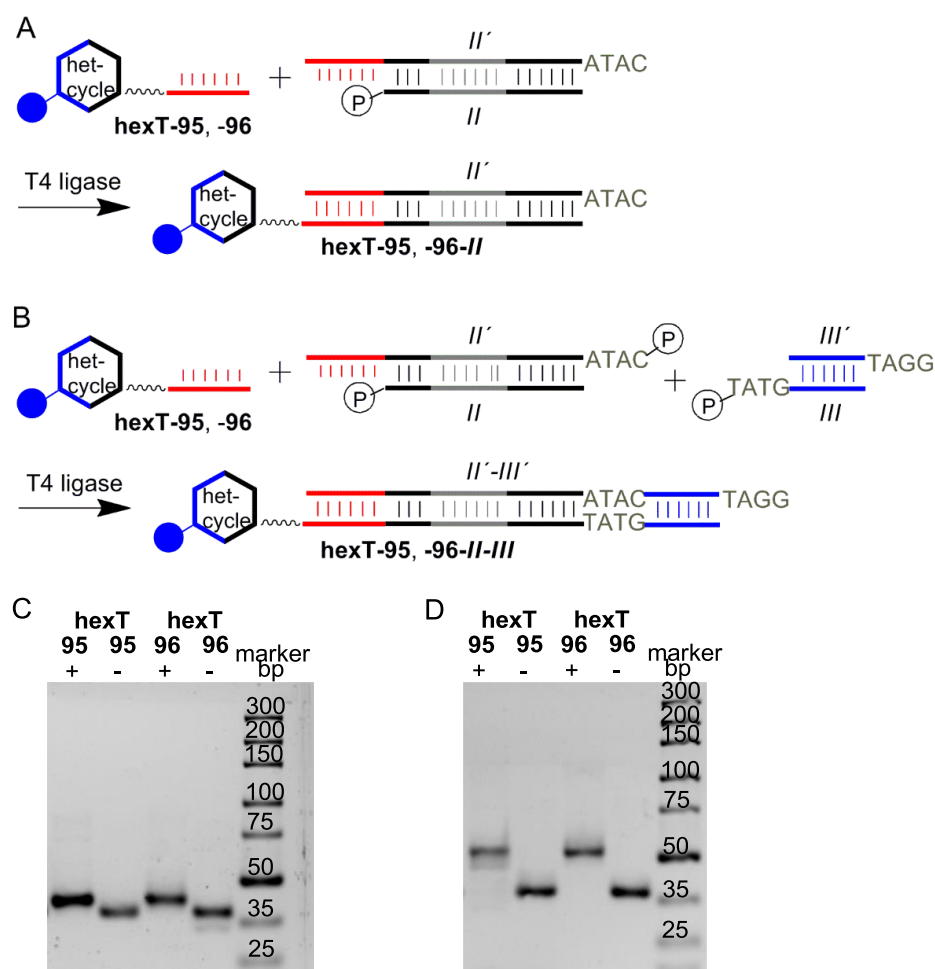 A
het-
cycle
hexT-95, -96
+
II´
ATAC
P
II
T4 ligase
het-
cycle
II´
ATAC
hexT-95, -96-II
B
het-
cycle
hexT-95, -96
+
II´
ATAC
P
P
II
+
III´
TAGG
P
TATG
III
T4 ligase
het-
cycle
II´-III´
ATAC
TAGG
TATG
hexT-95, -96-II-III
C
hexT hexT
95 95 96 96 marker
+ - + - bp
300
200
150
100
75
50
35
25
D
hexT hexT
95 95 96 96 marker
+ - + - bp
300
200
150
100
75
50
35
25